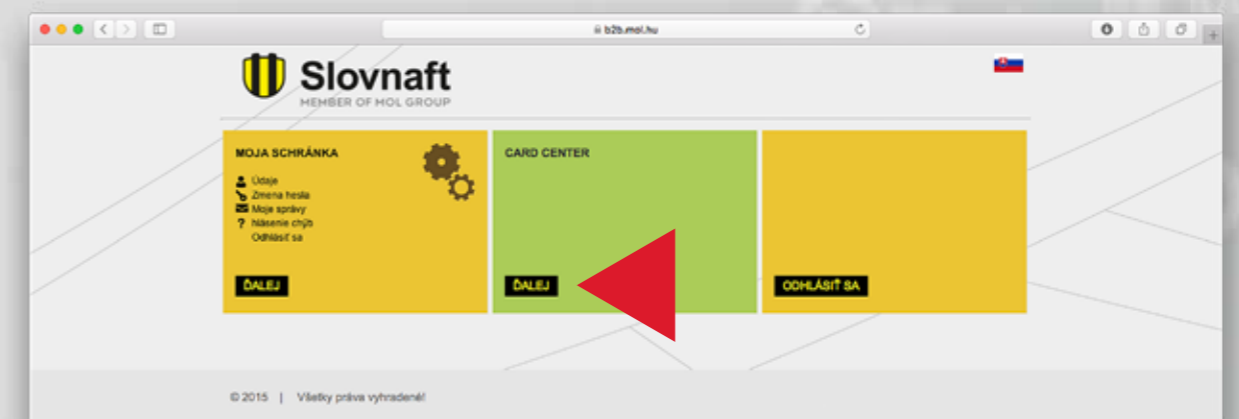 b2b.mol.hu
Slovnaft
MEMBER OF MOL GROUP
MOJA SCHRÁNKA
Údaje
Zmena hesla
Moje správy
? hlásenie chýb
Odhlásiť sa
ĎALEJ
CARD CENTER
ĎALEJ
ODHLÁSIŤ SA
© 2015 | Všetky práva vyhradené!